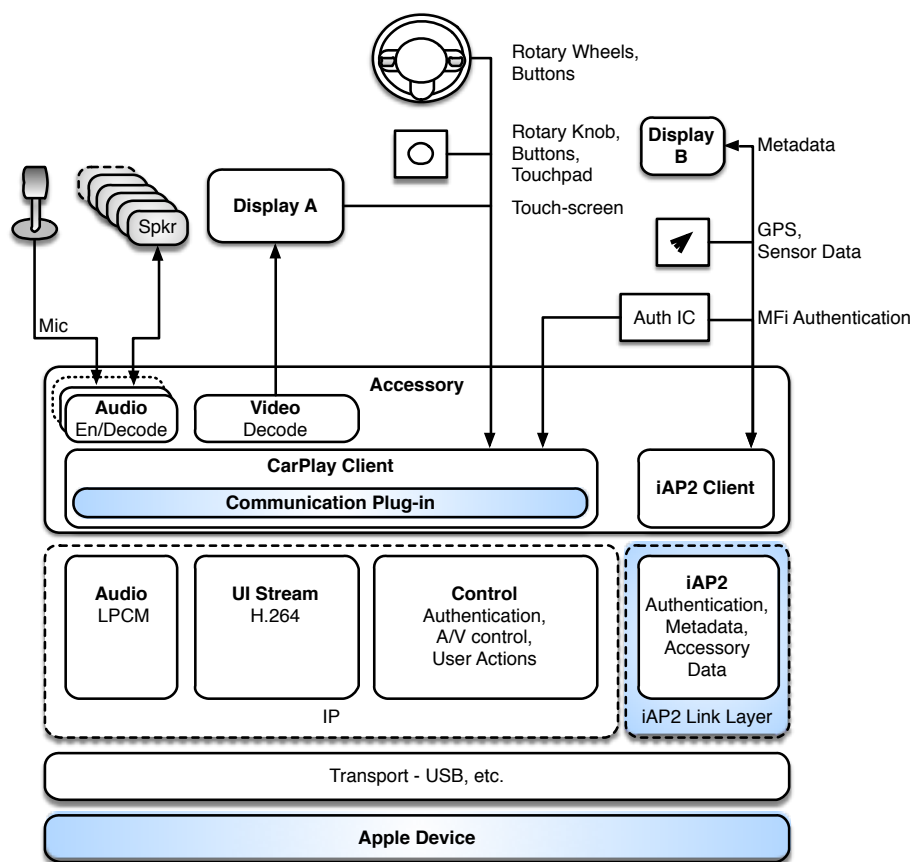 Rotary Wheels,
Buttons
Rotary Knob,
Buttons,
Touchpad
Display
B
Metadata
Display A
Touch-screen
Spkr
GPS,
Sensor Data
Mic
Auth IC
MFi Authentication
Accessory
Audio
En/Decode
Video
Decode
CarPlay Client
Communication Plug-in
iAP2 Client
Audio
LPCM
UI Stream
H.264
Control
Authentication,
A/V control,
User Actions
iAP2
Authentication,
Metadata,
Accessory
Data
IP
iAP2 Link Layer
Transport - USB, etc.
Apple Device